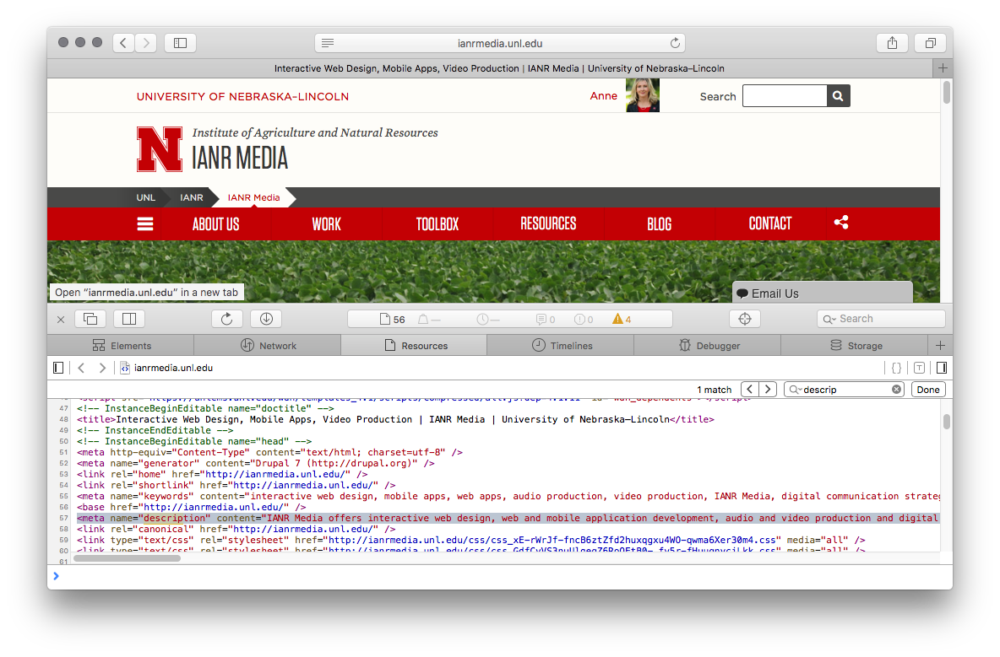 ianrmedia.unl.edu
Interactive Web Design, Mobile Apps, Video Production | IANR Media | University of Nebraska–Lincoln
UNIVERSITY OF NEBRASKA–LINCOLN
Anne
Search
N
Institute of Agriculture and Natural Resources
IANR MEDIA
UNL IANR IANR Media
ABOUT US WORK TOOLBOX RESOURCES BLOG CONTACT
Open “ianrmedia.unl.edu” in a new tab
Email Us
56 — — 0 0 4 Search
Elements Network Resources Timelines Debugger Storage
ianrmedia.unl.edu
1 match descrip Done
47 <!-- InstanceBeginEditable name="doctitle" -->
48 <title>Interactive Web Design, Mobile Apps, Video Production | IANR Media | University of Nebraska–Lincoln</title>
49 <!-- InstanceEndEditable -->
50 <!-- InstanceBeginEditable name="head" -->
51 <meta http-equiv="Content-Type" content="text/html; charset=utf-8" />
52 <meta name="generator" content="Drupal 7 (http://drupal.org)" />
53 <link rel="home" href="http://ianrmedia.unl.edu/" />
54 <link rel="shortlink" href="http://ianrmedia.unl.edu/" />
55 <meta name="keywords" content="interactive web design, mobile apps, web apps, audio production, video production, IANR Media, digital communication strateg
56 <base href="http://ianrmedia.unl.edu/" />
57 <meta name="description" content="IANR Media offers interactive web design, web and mobile application development, audio and video production and digital
58 <link rel="canonical" href="http://ianrmedia.unl.edu/" />
59 <link type="text/css" rel="stylesheet" href="http://ianrmedia.unl.edu/css/css_xE-rWrJf-fncB6ztZfd2huxqgxu4WO-qwma6Xer30m4.css" media="all" />
60 <link type="text/css" rel="stylesheet"
61